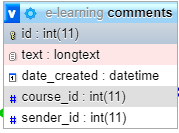 v e-learning comments
id : int(11)
text : longtext
date_created : datetime
# course_id : int(11)
# sender_id : int(11)